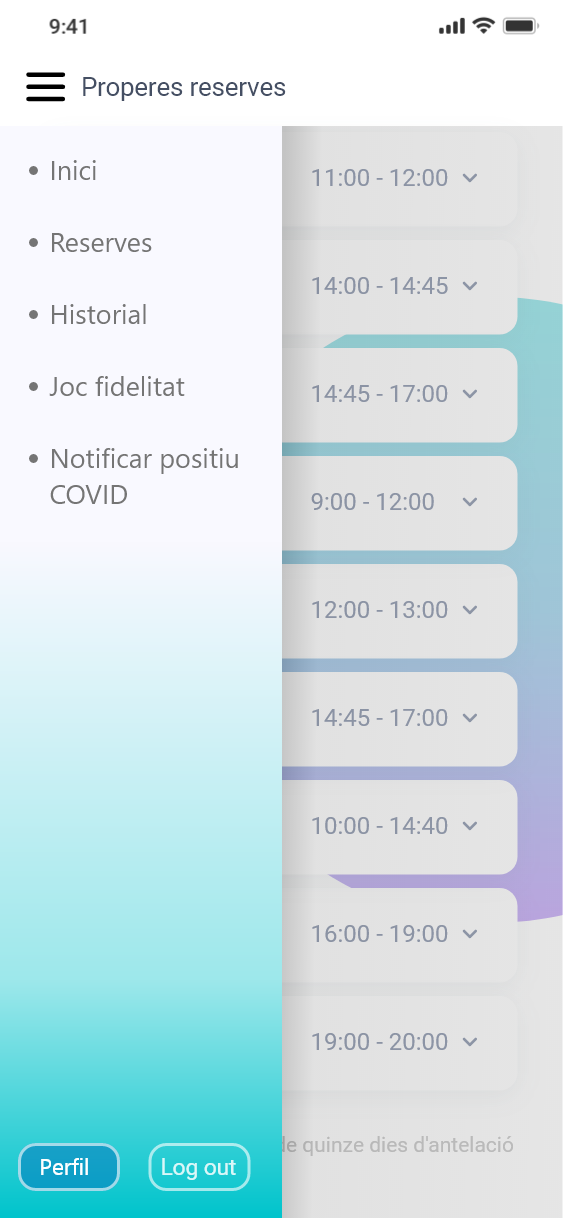 9:41
Properes reserves
Inici
Reserves
Historial
Joc fidelitat
Notificar positiu
COVID
11:00 - 12:00
14:00 - 14:45
14:45 - 17:00
9:00 - 12:00
12:00 - 13:00
14:45 - 17:00
10:00 - 14:40
16:00 - 19:00
19:00 - 20:00
quinze dies d'antelació
Perfil
Log out